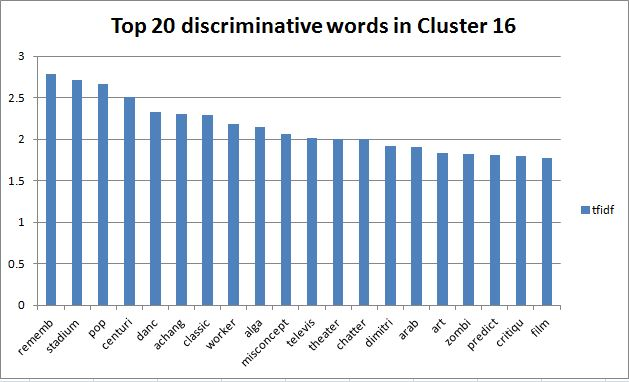 Top 20 discriminative words in Cluster 16
3
2.5
2
1.5
1
0.5
0
rememb
stadium
pop
centuri
danc
achang
classic
worker
alga
misconcept
televis
theater
chatter
dimitri
arab
art
zombi
predict
critiqu
film
tfidf